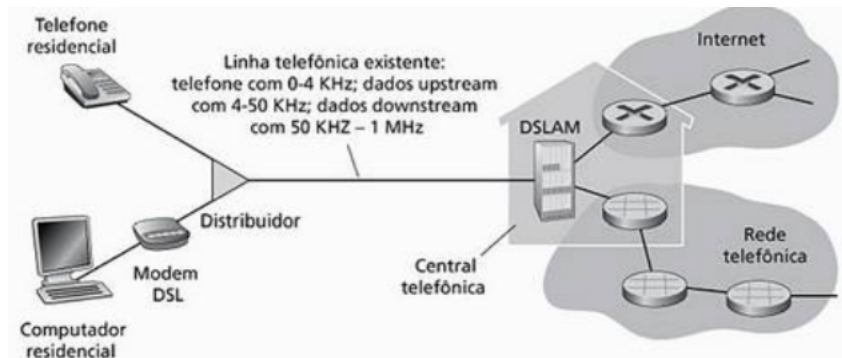 Telefone
residencial
Linha telefônica existente:
telefone com 0-4 KHz; dados upstream
com 4-50 KHz; dados downstream
com 50 KHZ – 1 MHz
Internet
DSLAM
Distribuidor
Modem
DSL
Computador
residencial
Central
telefônica
Rede
telefônica